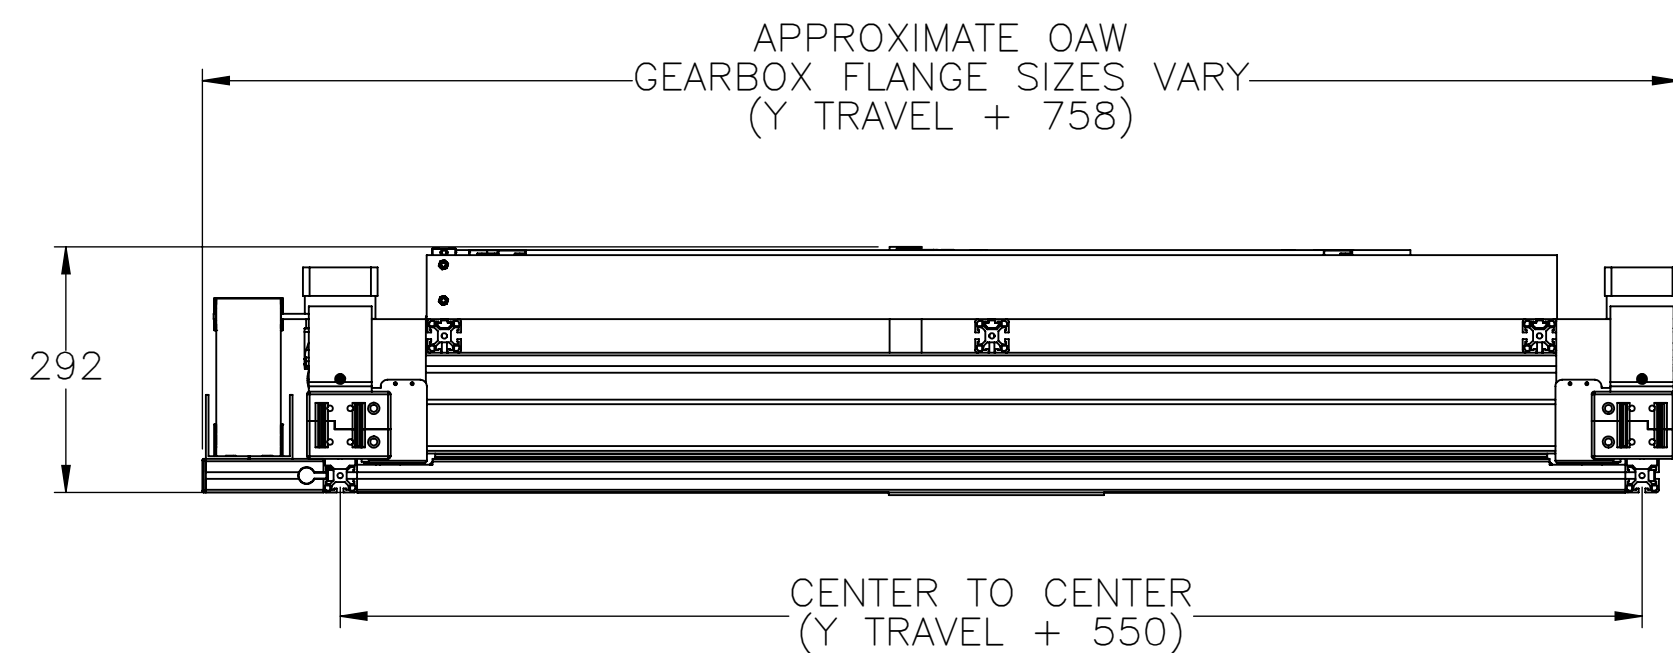 APPROXIMATE OAW
GEARBOX FLANGE SIZES VARY
(Y TRAVEL + 758)
292
CENTER TO CENTER
(Y TRAVEL + 550)